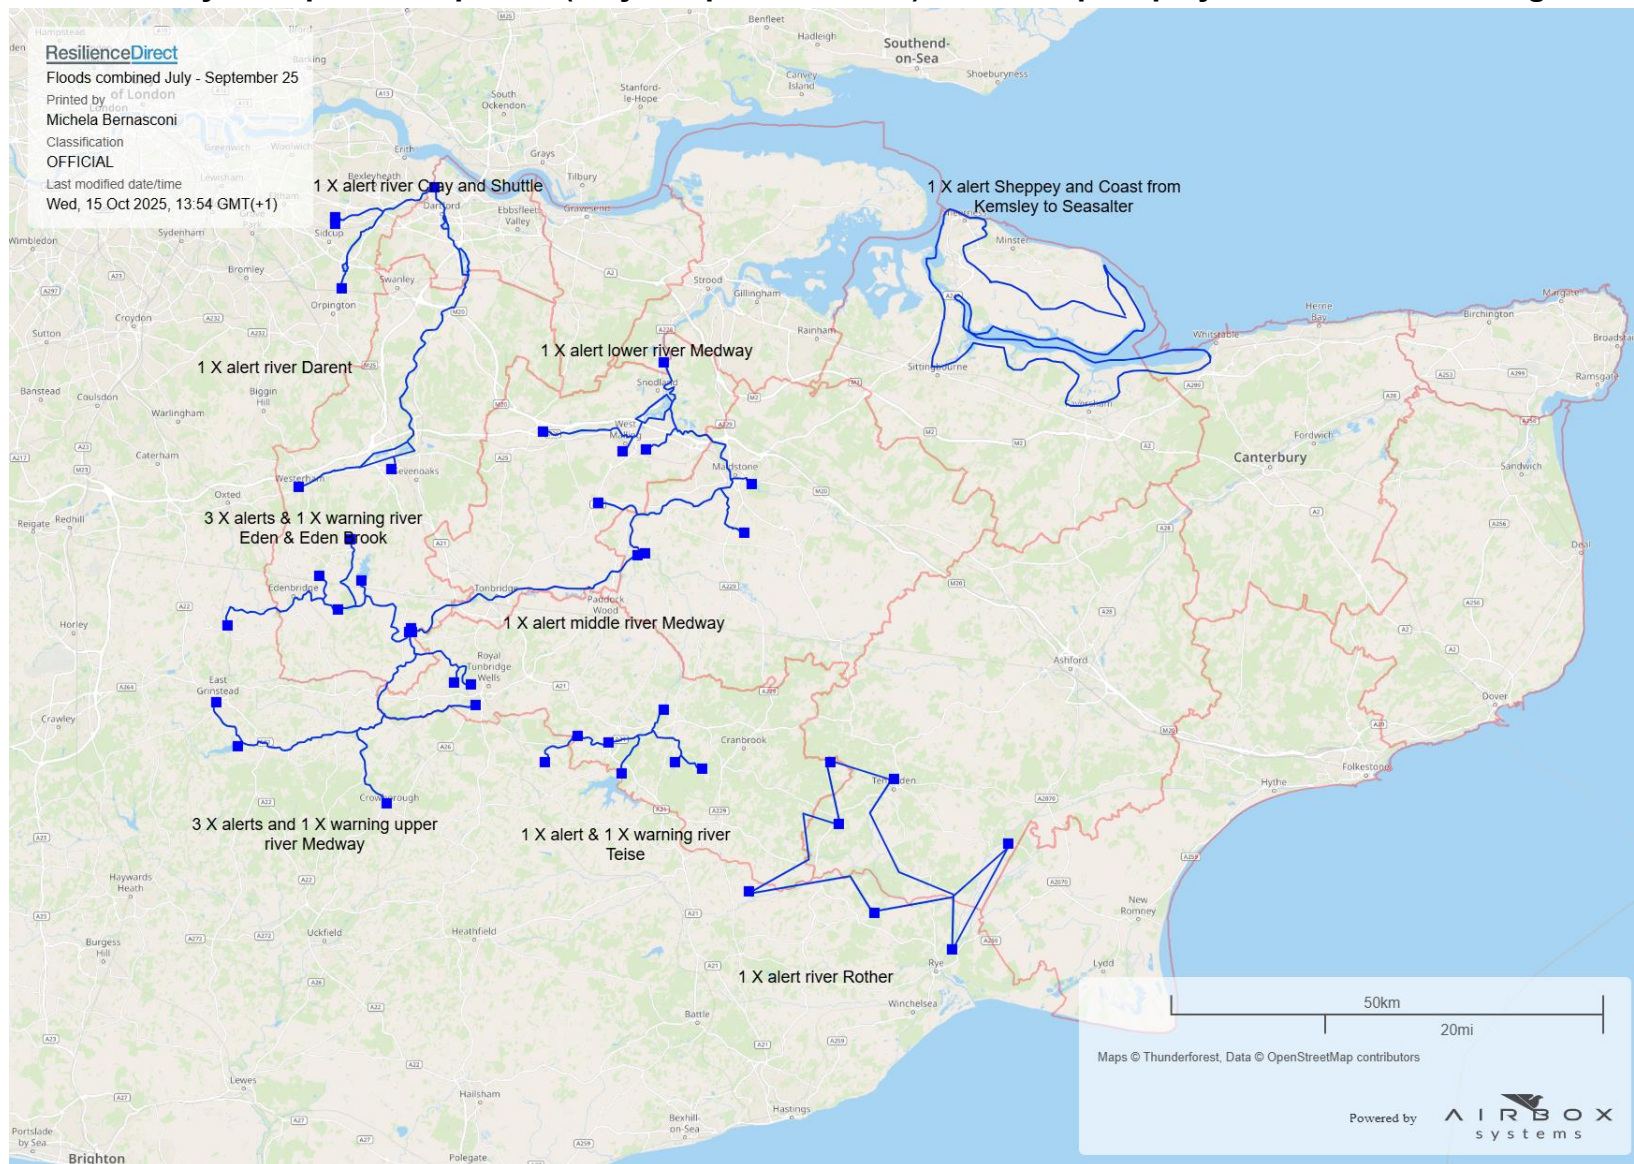 ResilienceDirect
Floods combined July - September 25
Printed by
Michela Bernasconi
Classification
OFFICIAL
Last modified date/time
Wed, 15 Oct 2025, 13:54 GMT(+1)
1 X alert river Cray and Shuttle
1 X alert Sheppey and Coast from
Kemsley to Seasalter
1 X alert river Darent
1 X alert lower river Medway
3 X alerts & 1 X warning river
Eden & Eden Brook
1 X alert middle river Medway
3 X alerts and 1 X warning upper
river Medway
1 X alert & 1 X warning river
Teise
1 X alert river Rother
Benfleet
Hadleigh
Southend-
on-Sea
Shoeburyness
Canvey
Island
Stanford-
le-Hope
South
Ockendon
Barking
of London
Greenwich
Woolwich
Lewisham
Erith
Grays
Tilbury
Bexleyheath
Dartford
Ebbsfleet
Valley
Gravesend
Sidcup
Sydenham
Wimbledon
Bromley
Orpington
Swanley
Croydon
Sutton
Strood
Gillingham
Rainham
Minster
Sittingbourne
Faversham
Whitstable
Herne
Bay
Birchington
Margate
Ramsgate
Banstead
Coulsdon
Warlingham
Biggin
Hill
Caterham
Westerham
Sevenoaks
Oxted
Reigate
Redhill
Snodland
West
Malling
Maidstone
Fordwich
Canterbury
Sandwich
Deal
Edenbridge
Tonbridge
Paddock
Wood
Horley
Royal
Tunbridge
Wells
East
Grinstead
Crawley
Ashford
Dover
Folkestone
Hythe
Cranbrook
Tenterden
Crowborough
Haywards
Heath
Burgess
Hill
Uckfield
Heathfield
New
Romney
Lydd
Rye
Winchelsea
Battle
Lewes
Hailsham
Hastings
Bexhill-
on-Sea
Polegate
Portslade
by Sea
Brighton
50km
20mi
Maps © Thunderforest, Data © OpenStreetMap contributors
Powered by
AIRBOX
systems